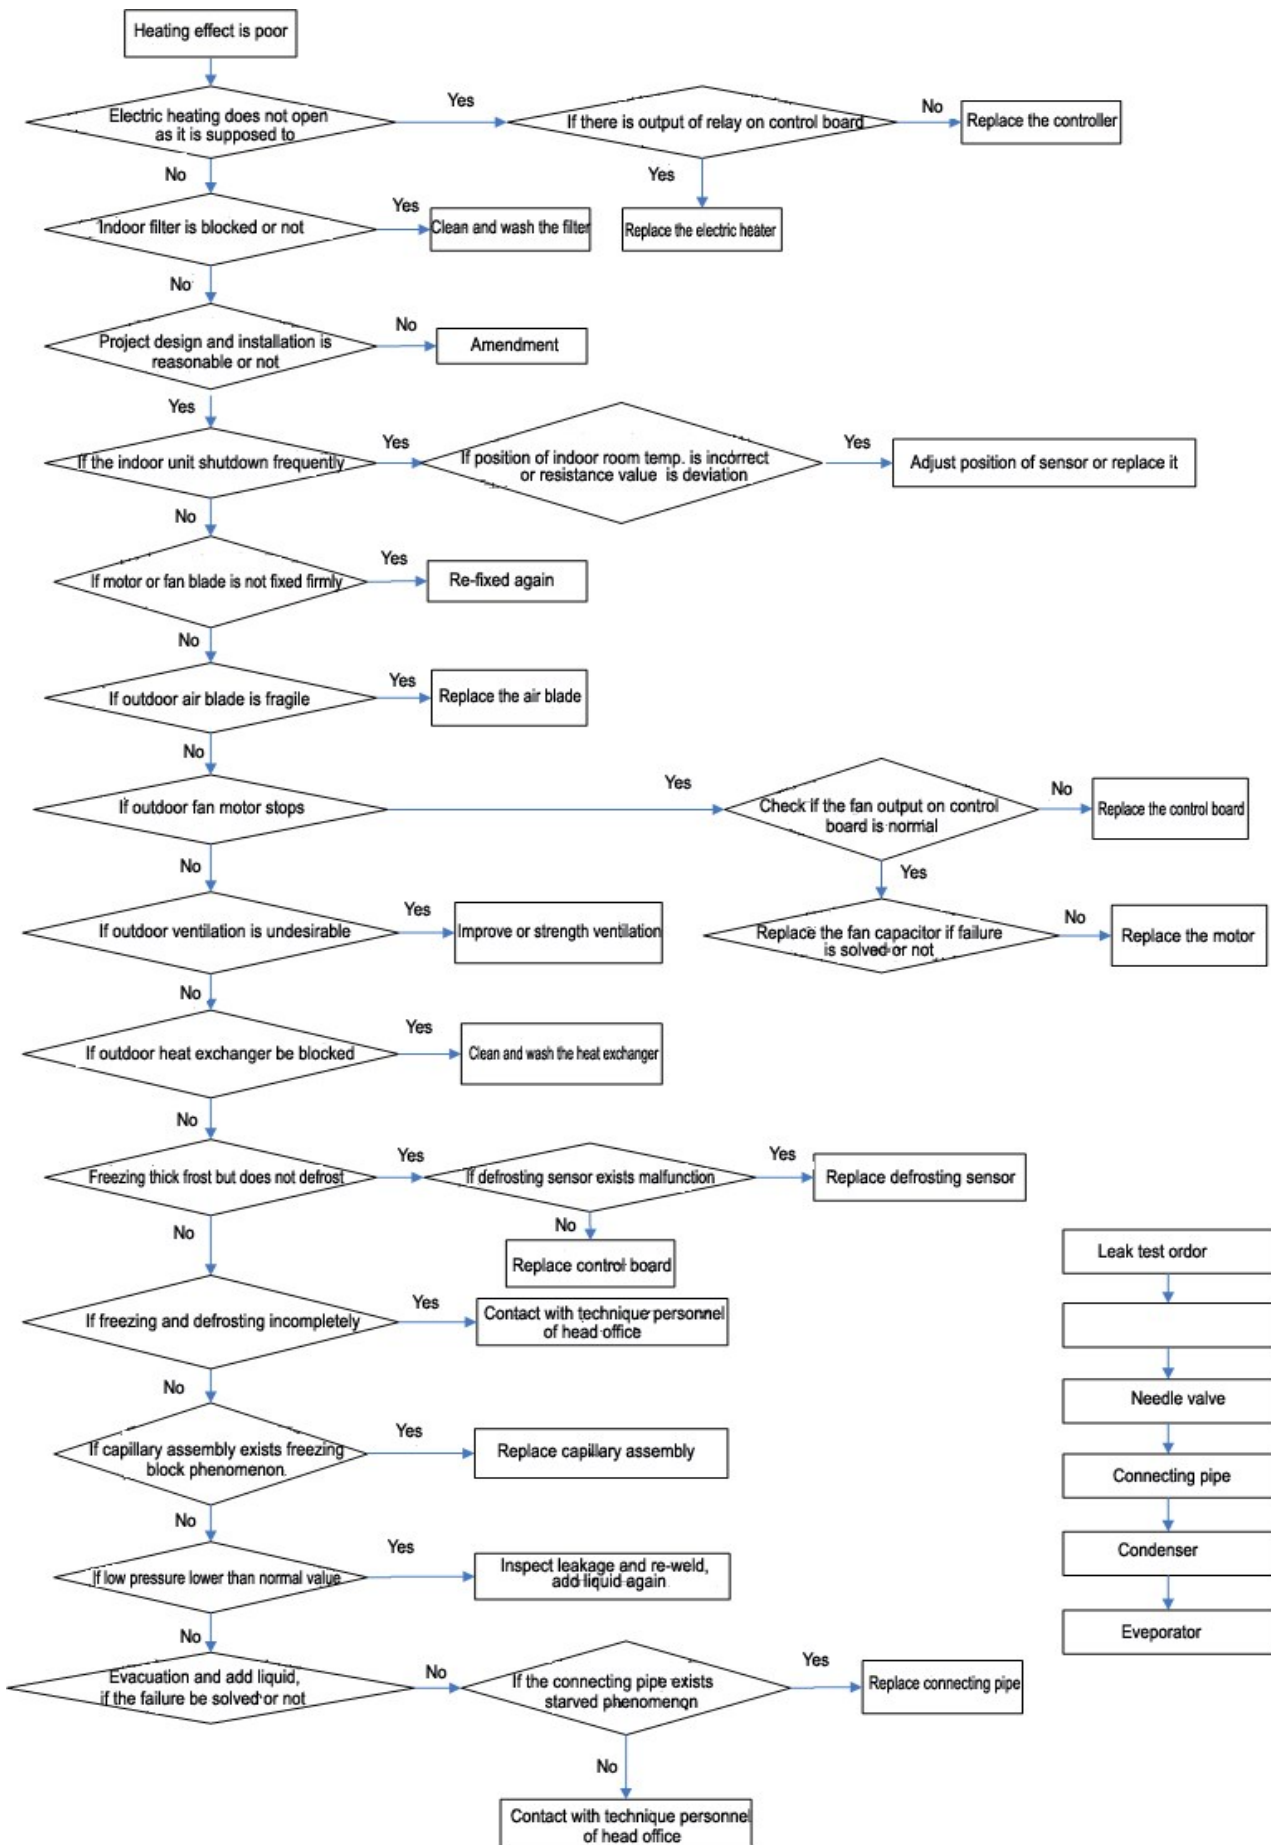 Heating effect is poor
Electric heating does not open
as it is supposed to
Yes
If there is output of relay on control board
No
Replace the controller
No
Yes
Indoor filter is blocked or not
Yes
Clean and wash the filter
Replace the electric heater
No
Project design and installation is
reasonable or not
No
Amendment
Yes
If the indoor unit shutdown frequently
Yes
If position of indoor room temp. is incorrect
or resistance value is deviation
Yes
Adjust position of sensor or replace it
No
If motor or fan blade is not fixed firmly
Yes
Re-fixed again
No
If outdoor air blade is fragile
Yes
Replace the air blade
No
If outdoor fan motor stops
Yes
Check if the fan output on control
board is normal
No
Replace the control board
No
Yes
If outdoor ventilation is undesirable
Yes
Improve or strength ventilation
Replace the fan capacitor if failure
is solved or not
No
Replace the motor
No
If outdoor heat exchanger be blocked
Yes
Clean and wash the heat exchanger
No
Freezing thick frost but does not defrost
Yes
If defrosting sensor exists malfunction
Yes
Replace defrosting sensor
No
No
Replace control board
If freezing and defrosting incompletely
Yes
Contact with technique personnel
of head office
No
If capillary assembly exists freezing
block phenomenon.
Yes
Replace capillary assembly
No
If low pressure lower than normal value
Yes
Inspect leakage and re-weld,
add liquid again
No
Evacuation and add liquid,
if the failure be solved or not
No
If the connecting pipe exists
starved phenomenon
Yes
Replace connecting pipe
No
Contact with technique personnel
of head office
Leak test ordor
Needle valve
Connecting pipe
Condenser
Eveporator